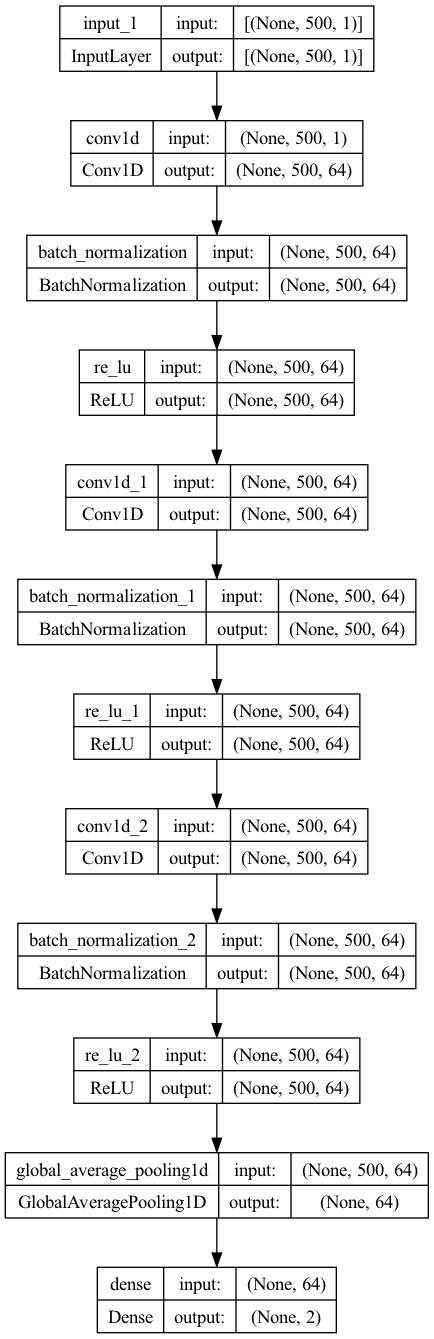 input_1 input: [(None, 500, 1)]
InputLayer output: [(None, 500, 1)]
conv1d input: (None, 500, 1)
Conv1D output: (None, 500, 64)
batch_normalization input: (None, 500, 64)
BatchNormalization output: (None, 500, 64)
re_lu input: (None, 500, 64)
ReLU output: (None, 500, 64)
conv1d_1 input: (None, 500, 64)
Conv1D output: (None, 500, 64)
batch_normalization_1 input: (None, 500, 64)
BatchNormalization output: (None, 500, 64)
re_lu_1 input: (None, 500, 64)
ReLU output: (None, 500, 64)
conv1d_2 input: (None, 500, 64)
Conv1D output: (None, 500, 64)
batch_normalization_2 input: (None, 500, 64)
BatchNormalization output: (None, 500, 64)
re_lu_2 input: (None, 500, 64)
ReLU output: (None, 500, 64)
global_average_pooling1d input: (None, 500, 64)
GlobalAveragePooling1D output: (None, 64)
dense input: (None, 64)
Dense output: (None, 2)